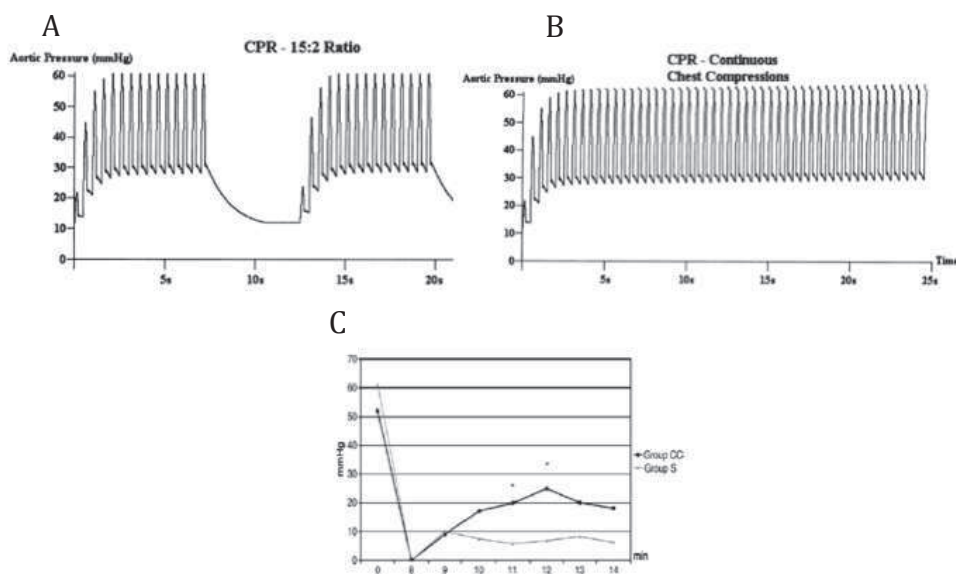 A
CPR - 15:2 Ratio
Aortic Pressure (mmHg)
60
50
40
30
20
10
0
5s
10s
15s
20s
B
CPR - Continuous
Chest Compressions
Aortic Pressure (mmHg)
60
50
40
30
20
10
0
5s
10s
15s
20s
25s
Time
C
70
60
50
40
30
20
10
0
mmHg
0
8
9
10
11
12
13
14
min
* *
Group CC
Group S